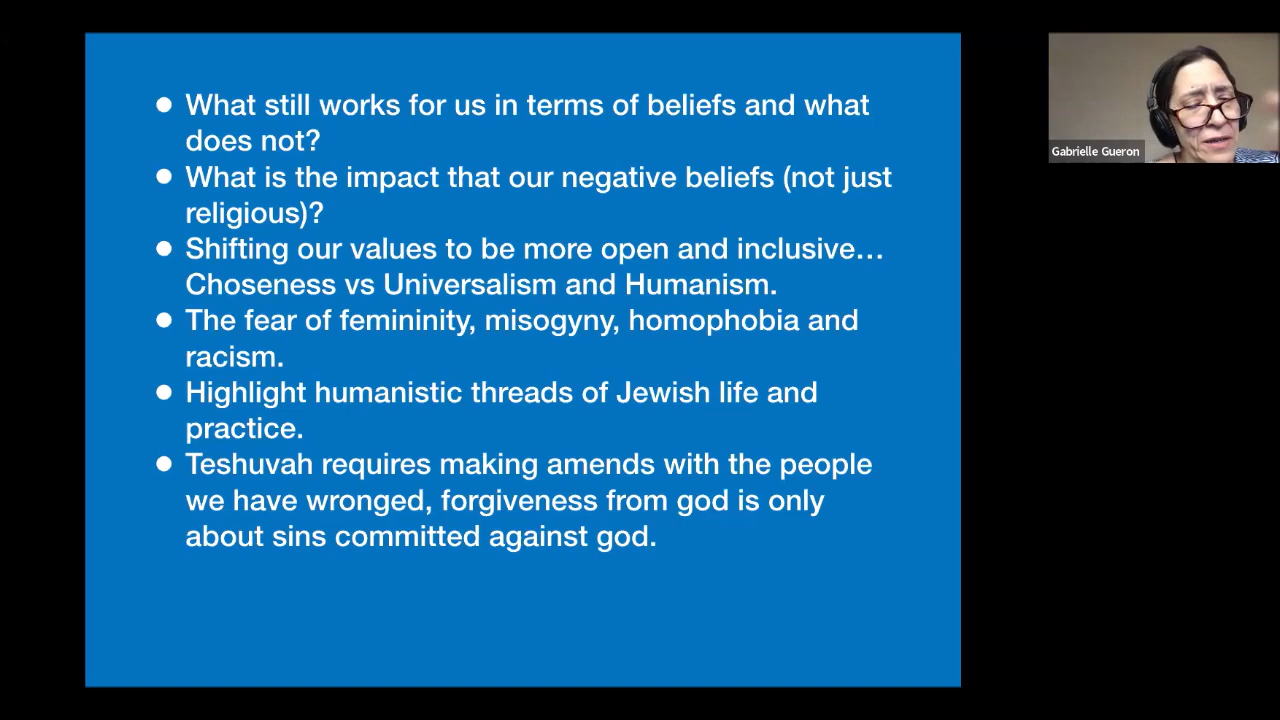 ● What still works for us in terms of beliefs and what
does not?
● What is the impact that our negative beliefs (not just
religious)?
● Shifting our values to be more open and inclusive…
Choseness vs Universalism and Humanism.
● The fear of femininity, misogyny, homophobia and
racism.
● Highlight humanistic threads of Jewish life and
practice.
● Teshuvah requires making amends with the people
we have wronged, forgiveness from god is only
about sins committed against god.
Gabrielle Gueron